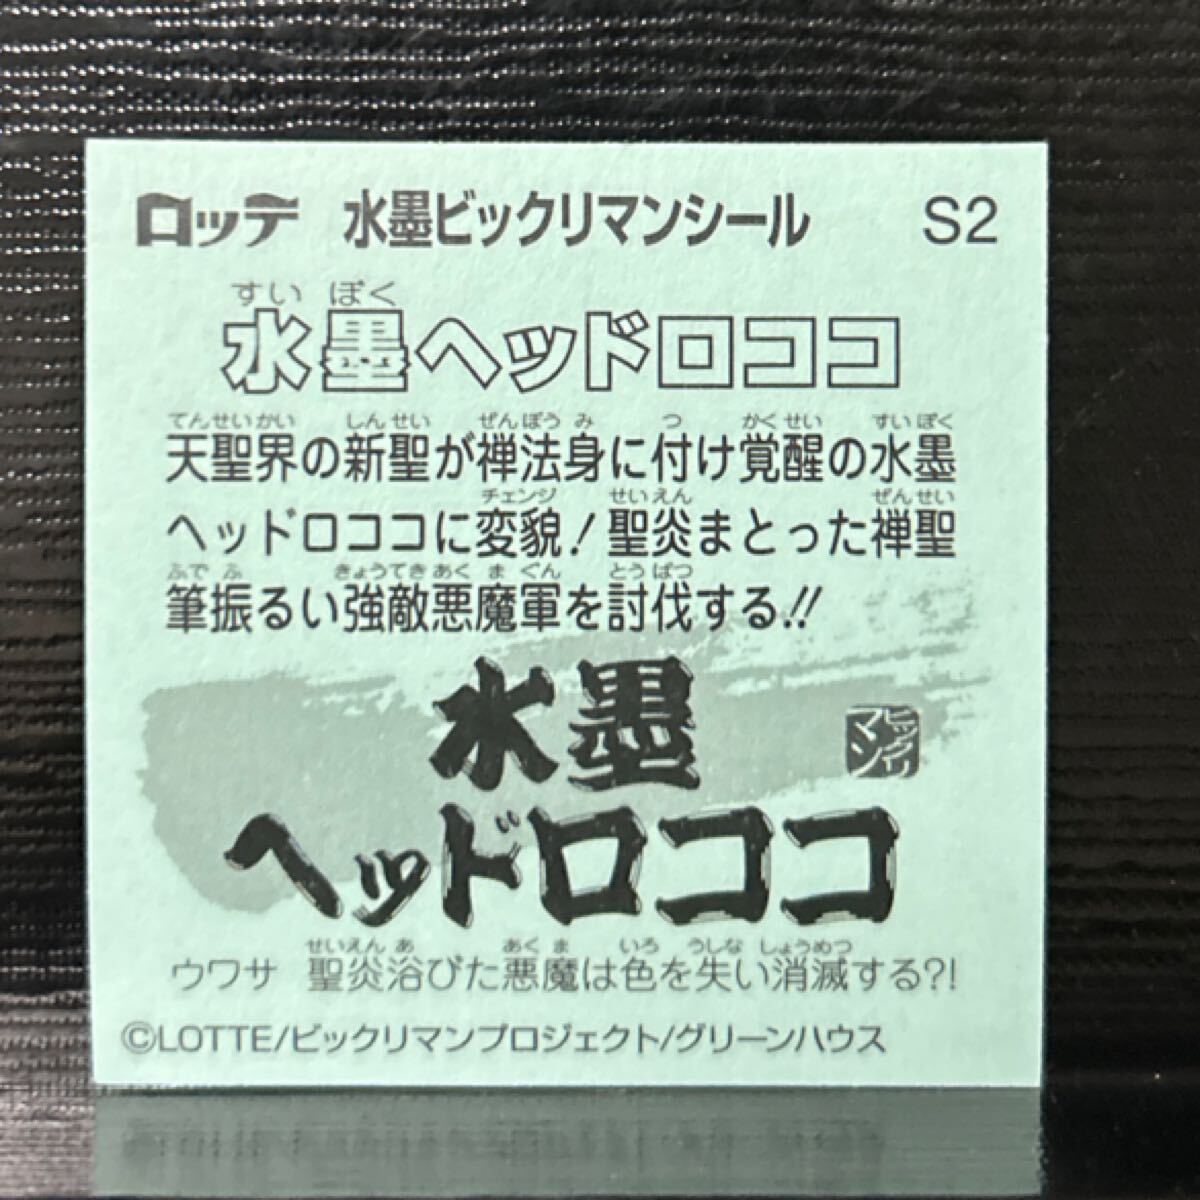 ロッテ 水墨ビックリマンシール S2
すい ぼく
水墨ヘッドロココ
てんせいかい しんせい ぜんぽう み つ かくせい すいぼく
天聖界の新聖が禅法身に付け覚醒の水墨
チェンジ せいえん ぜんせい
ヘッドロココに変貌!聖炎まとった禅聖
ふで ふ きょうてきあく ま ぐん とうばつ
筆振るい強敵悪魔軍を討伐する!!
水墨
ビックリマン
ヘッドロココ
せいえん あ あくま いろ うしな しょうめつ
ウワサ 聖炎浴びた悪魔は色を失い消滅する?!
©LOTTE/ビックリマンプロジェクト/グリーンハウス